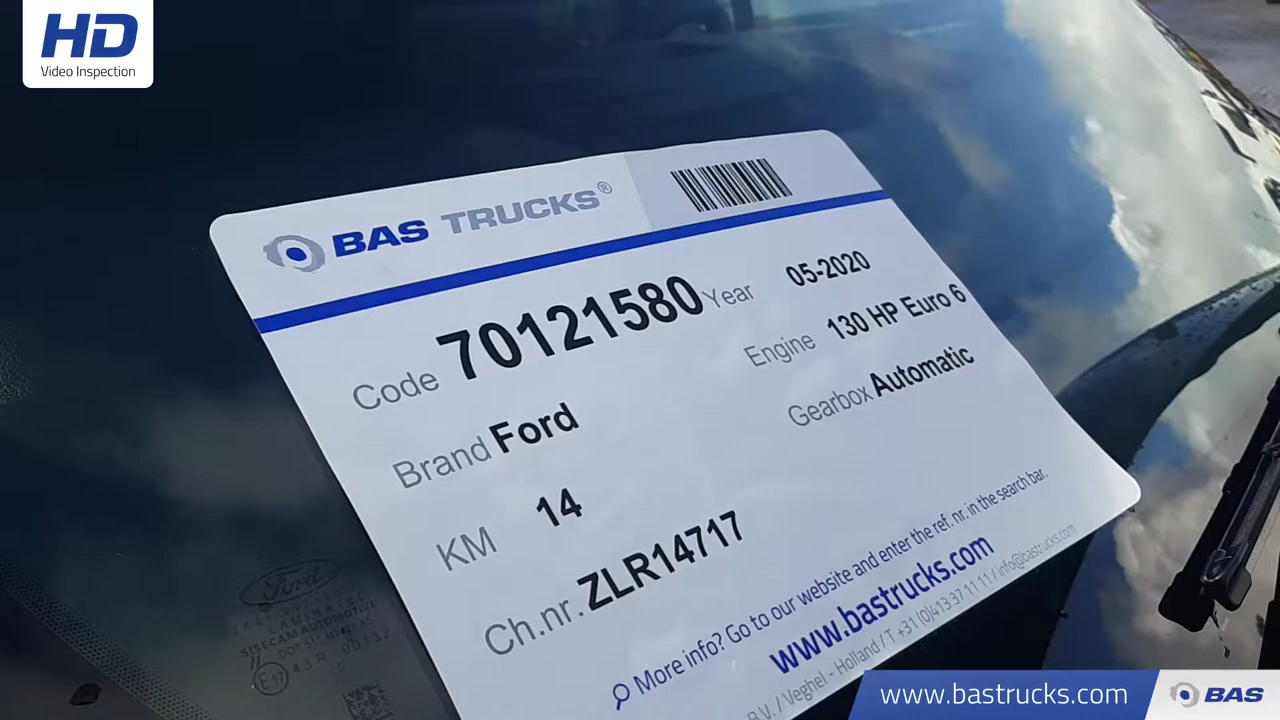 HD
Video Inspection
BAS TRUCKS®
Code 70121580
Year 05-2020
Brand Ford
Engine 130 HP Euro 6
KM 14
Gearbox Automatic
Ch.nr. ZLR14717
More info? Go to our website and enter the ref. nr. in the search bar.
www.bastrucks.com
B.V. / Veghel - Holland / T +31 (0)413 37 11 11 / info@bastrucks.com
Ford
SISECAM AUTOMOTIVE
www.bastrucks.com
BAS